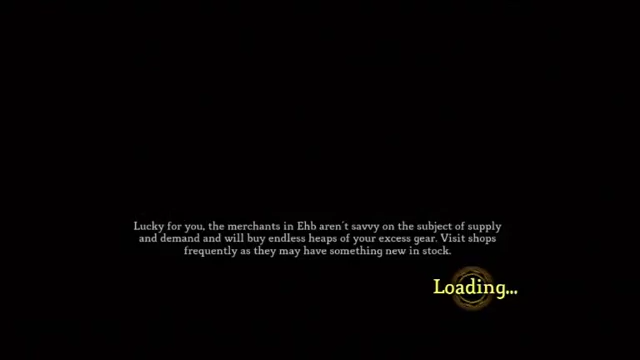 Lucky for you, the merchants in Ehb aren't savvy on the subject of supply
and demand and will buy endless heaps of your excess gear. Visit shops
frequently as they may have something new in stock.
Loading...